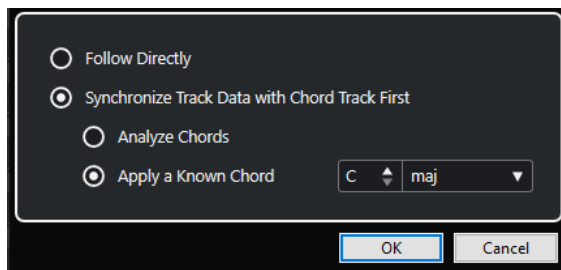 Follow Directly
Synchronize Track Data with Chord Track First
Analyze Chords
Apply a Known Chord C maj
OK Cancel